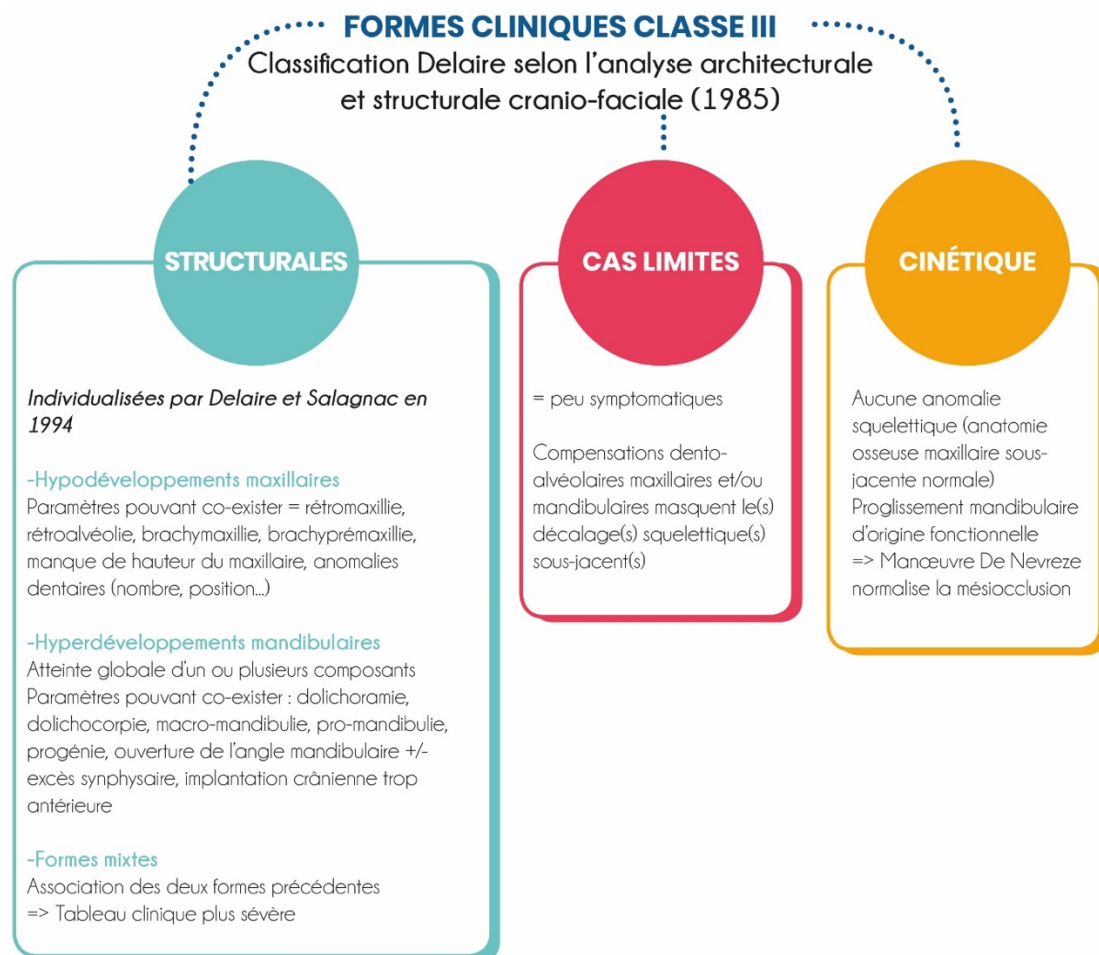 FORMES CLINIQUES CLASSE III
Classification Delaire selon l'analyse architecturale
et structurale cranio-faciale (1985)
STRUCTURALES
Individualisées par Delaire et Salagnac en
1994
-Hypodéveloppements maxillaires
Paramètres pouvant co-exister = rétromaxillie,
rétroalvéolie, brachymaxillie, brachyprémaxillie,
manque de hauteur du maxillaire, anomalies
dentaires (nombre, position...)
-Hyperdéveloppements mandibulaires
Atteinte globale d'un ou plusieurs composants
Paramètres pouvant co-exister : dolichoramie,
dolichocorpie, macro-mandibulie, pro-mandibulie,
progénie, ouverture de l'angle mandibulaire +/-
excès synphysaire, implantation crânienne trop
antérieure
-Formes mixtes
Association des deux formes précédentes
=> Tableau clinique plus sévère
CAS LIMITES
= peu symptomatiques
Compensations dento-
alvéolaires maxillaires et/ou
mandibulaires masquent le(s)
décalage(s) squelettique(s)
sous-jacent(s)
CINÉTIQUE
Aucune anomalie
squelettique (anatomie
osseuse maxillaire sous-
jacente normale)
Proglissement mandibulaire
d'origine fonctionnelle
=> Manœuvre De Nevreze
normalise la mésiocclusion